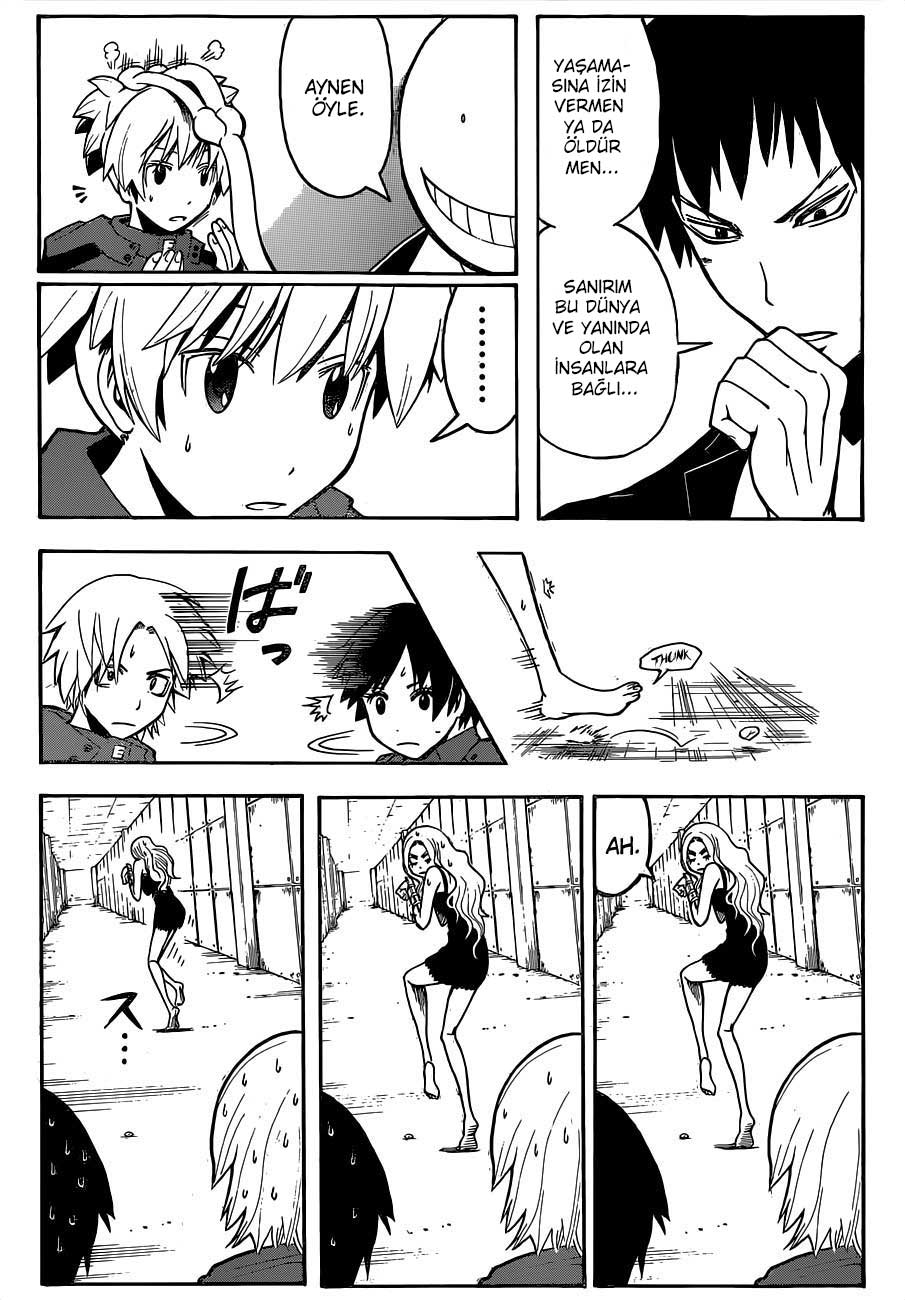 YAŞAMA-
SINA İZİN
VERMEN
YA DA
ÖLDÜR
MEN...
SANIRIM
BU DÜNYA
VE YANINDA
OLAN
İNSANLARA
BAĞLI...
AYNEN
ÖYLE.
E
......
THUNK
ばっ
E
AH.
ス...